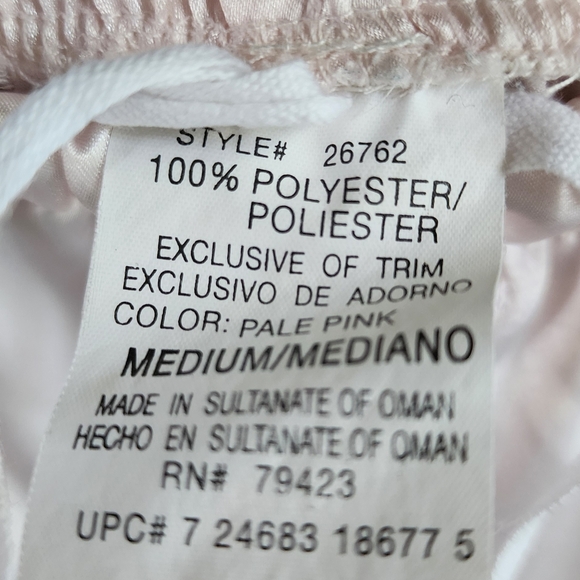 STYLE# 26762
100% POLYESTER/
POLIESTER
EXCLUSIVE OF TRIM
EXCLUSIVO DE ADORNO
COLOR: PALE PINK
MEDIUM/MEDIANO
MADE IN SULTANATE OF OMAN
HECHO EN SULTANATE OF OMAN
RN# 79423
UPC# 7 24683 18677 5